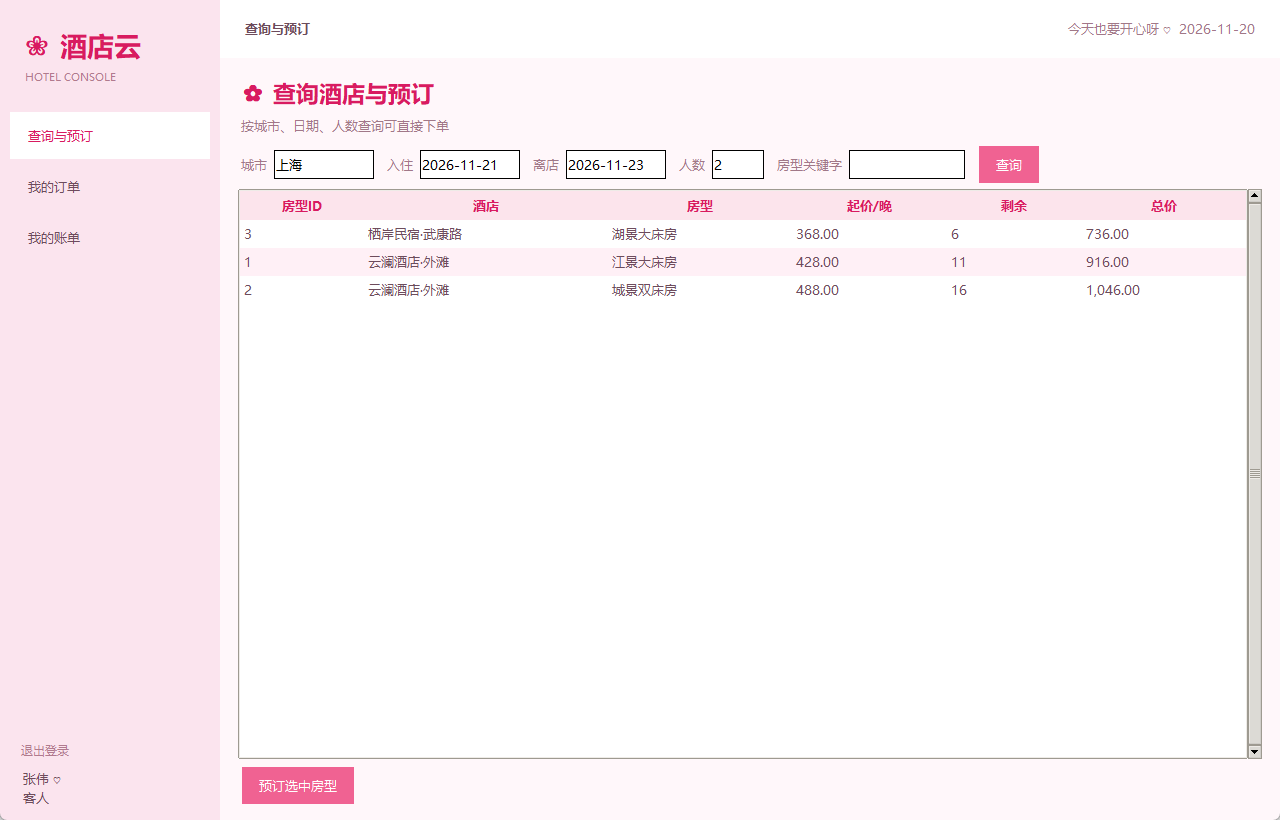 ❀ 酒店云
HOTEL CONSOLE
查询与预订
我的订单
我的账单
退出登录
张伟 ♡
客人
查询与预订
今天也要开心呀 ♡ 2026-11-20
✿ 查询酒店与预订
按城市、日期、人数查询可直接下单
城市 上海 入住 2026-11-21 离店 2026-11-23 人数 2 房型关键字 查询
房型ID 酒店 房型 起价/晚 剩余 总价
3 栖岸民宿·武康路 湖景大床房 368.00 6 736.00
1 云澜酒店·外滩 江景大床房 428.00 11 916.00
2 云澜酒店·外滩 城景双床房 488.00 16 1,046.00
预订选中房型